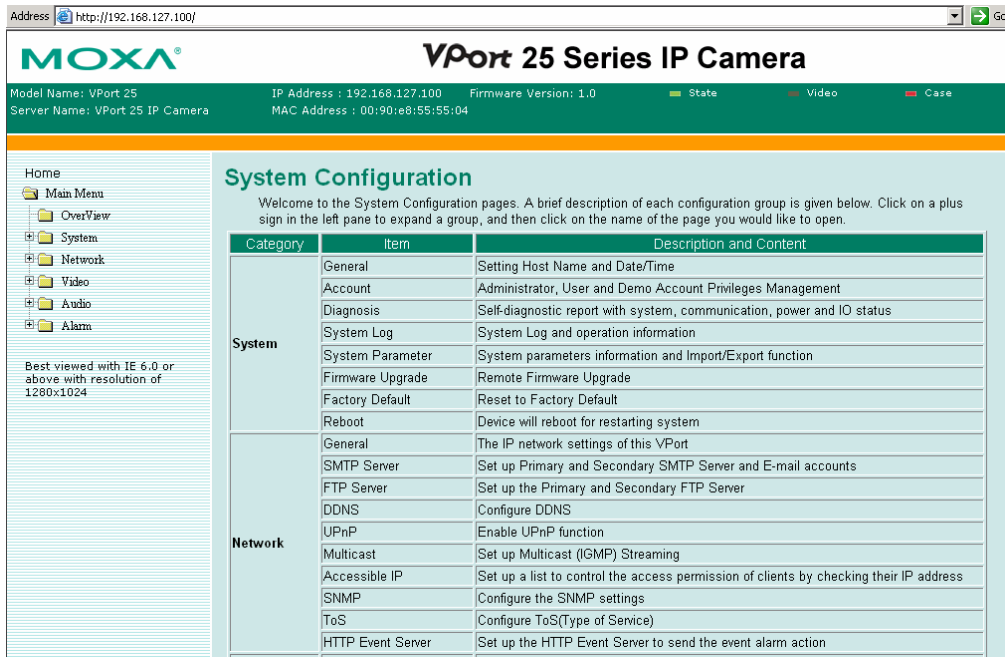 Address http://192.168.127.100/ Go
MOXA®
VPort 25 Series IP Camera
Model Name: VPort 25 IP Address : 192.168.127.100 Firmware Version: 1.0 State Video Case
Server Name: VPort 25 IP Camera MAC Address : 00:90:e8:55:55:04
Home
Main Menu
OverView
System
Network
Video
Audio
Alarm
Best viewed with IE 6.0 or
above with resolution of
1280x1024
System Configuration
Welcome to the System Configuration pages. A brief description of each configuration group is given below. Click on a plus
sign in the left pane to expand a group, and then click on the name of the page you would like to open.
Category Item Description and Content
System
General Setting Host Name and Date/Time
Account Administrator, User and Demo Account Privileges Management
Diagnosis Self-diagnostic report with system, communication, power and IO status
System Log System Log and operation information
System Parameter System parameters information and Import/Export function
Firmware Upgrade Remote Firmware Upgrade
Factory Default Reset to Factory Default
Reboot Device will reboot for restarting system
Network
General The IP network settings of this VPort
SMTP Server Set up Primary and Secondary SMTP Server and E-mail accounts
FTP Server Set up the Primary and Secondary FTP Server
DDNS Configure DDNS
UPnP Enable UPnP function
Multicast Set up Multicast (IGMP) Streaming
Accessible IP Set up a list to control the access permission of clients by checking their IP address
SNMP Configure the SNMP settings
ToS Configure ToS(Type of Service)
HTTP Event Server Set up the HTTP Event Server to send the event alarm action